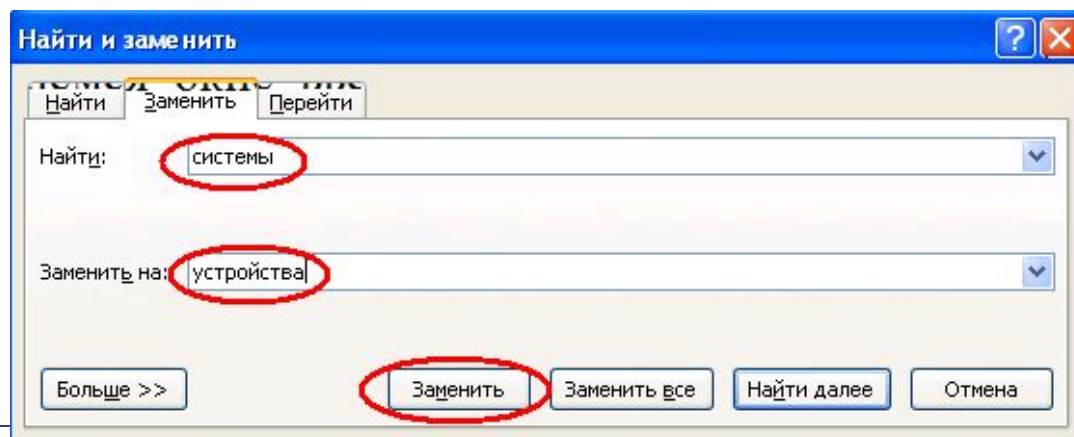 Найти и заменить
Найти Заменить Перейти
Найти: системы
Заменить на: устройства
Больше >> Заменить Заменить все Найти далее Отмена